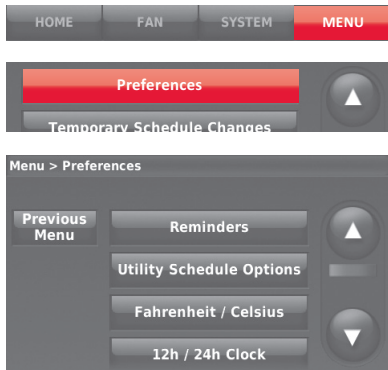 HOME FAN SYSTEM MENU
Preferences
Temporary Schedule Changes
Menu > Preferences
Previous
Menu
Reminders
Utility Schedule Options
Fahrenheit / Celsius
12h / 24h Clock